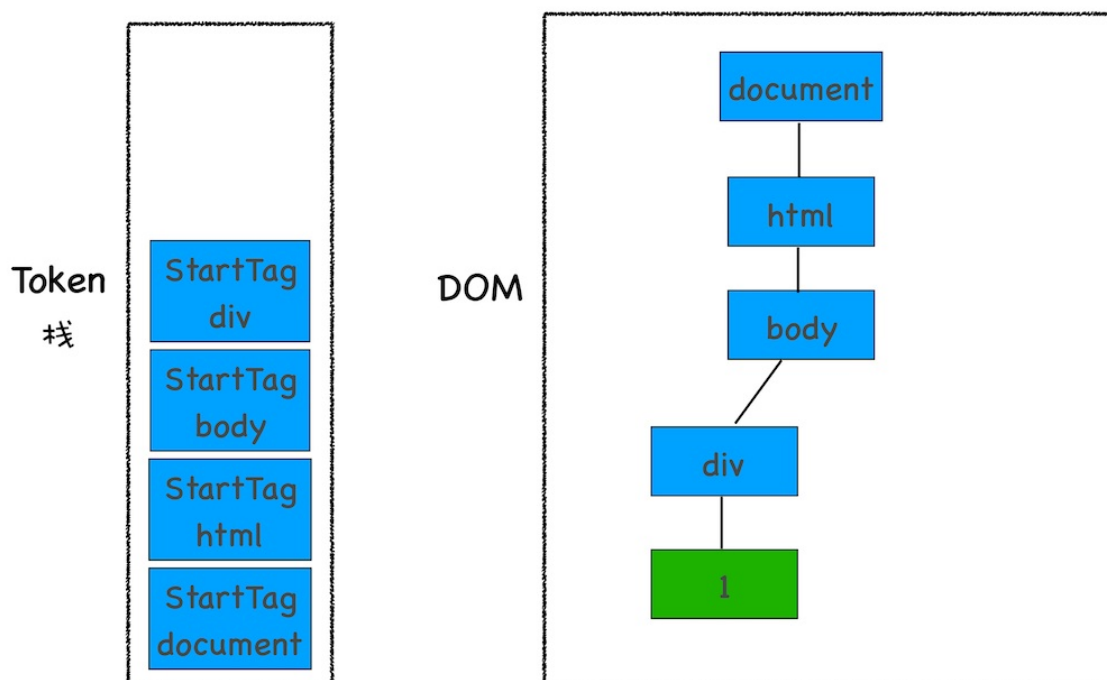 Token
栈
StartTag
div
StartTag
body
StartTag
html
StartTag
document
DOM
document
html
body
div
1